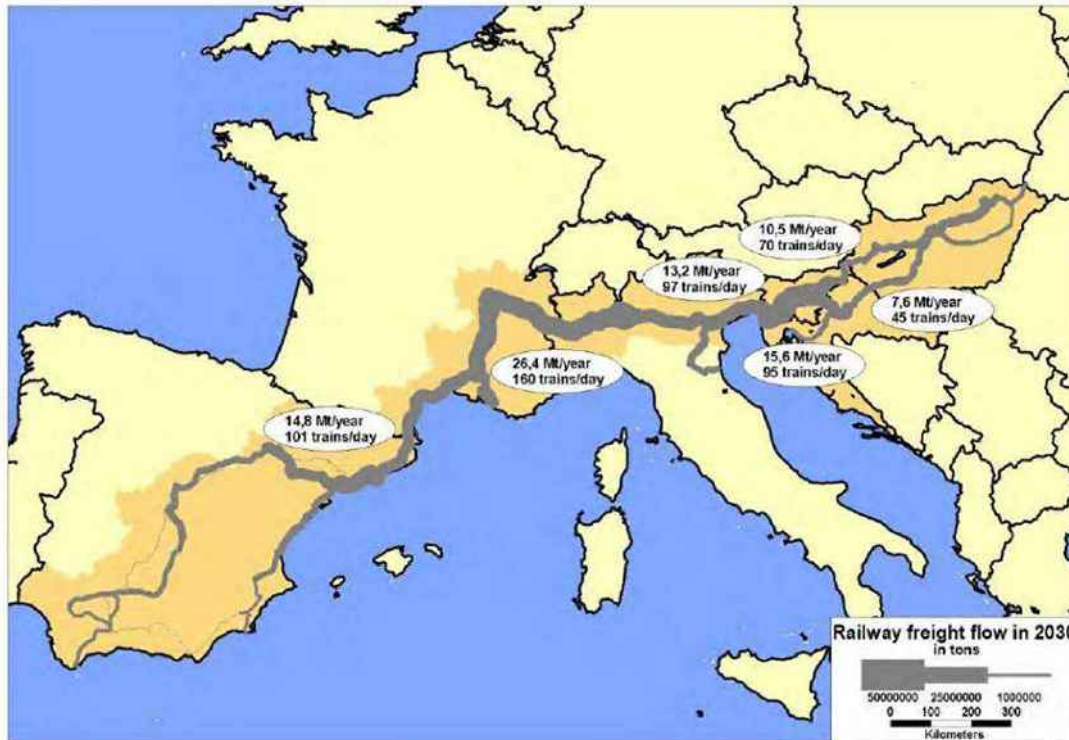 10,5 Mt/year
70 trains/day
13,2 Mt/year
97 trains/day
7,6 Mt/year
45 trains/day
15,6 Mt/year
95 trains/day
26,4 Mt/year
160 trains/day
14,8 Mt/year
101 trains/day
Railway freight flow in 2030
in tons
50000000 25000000 1000000
0 100 200 300
Kilometers